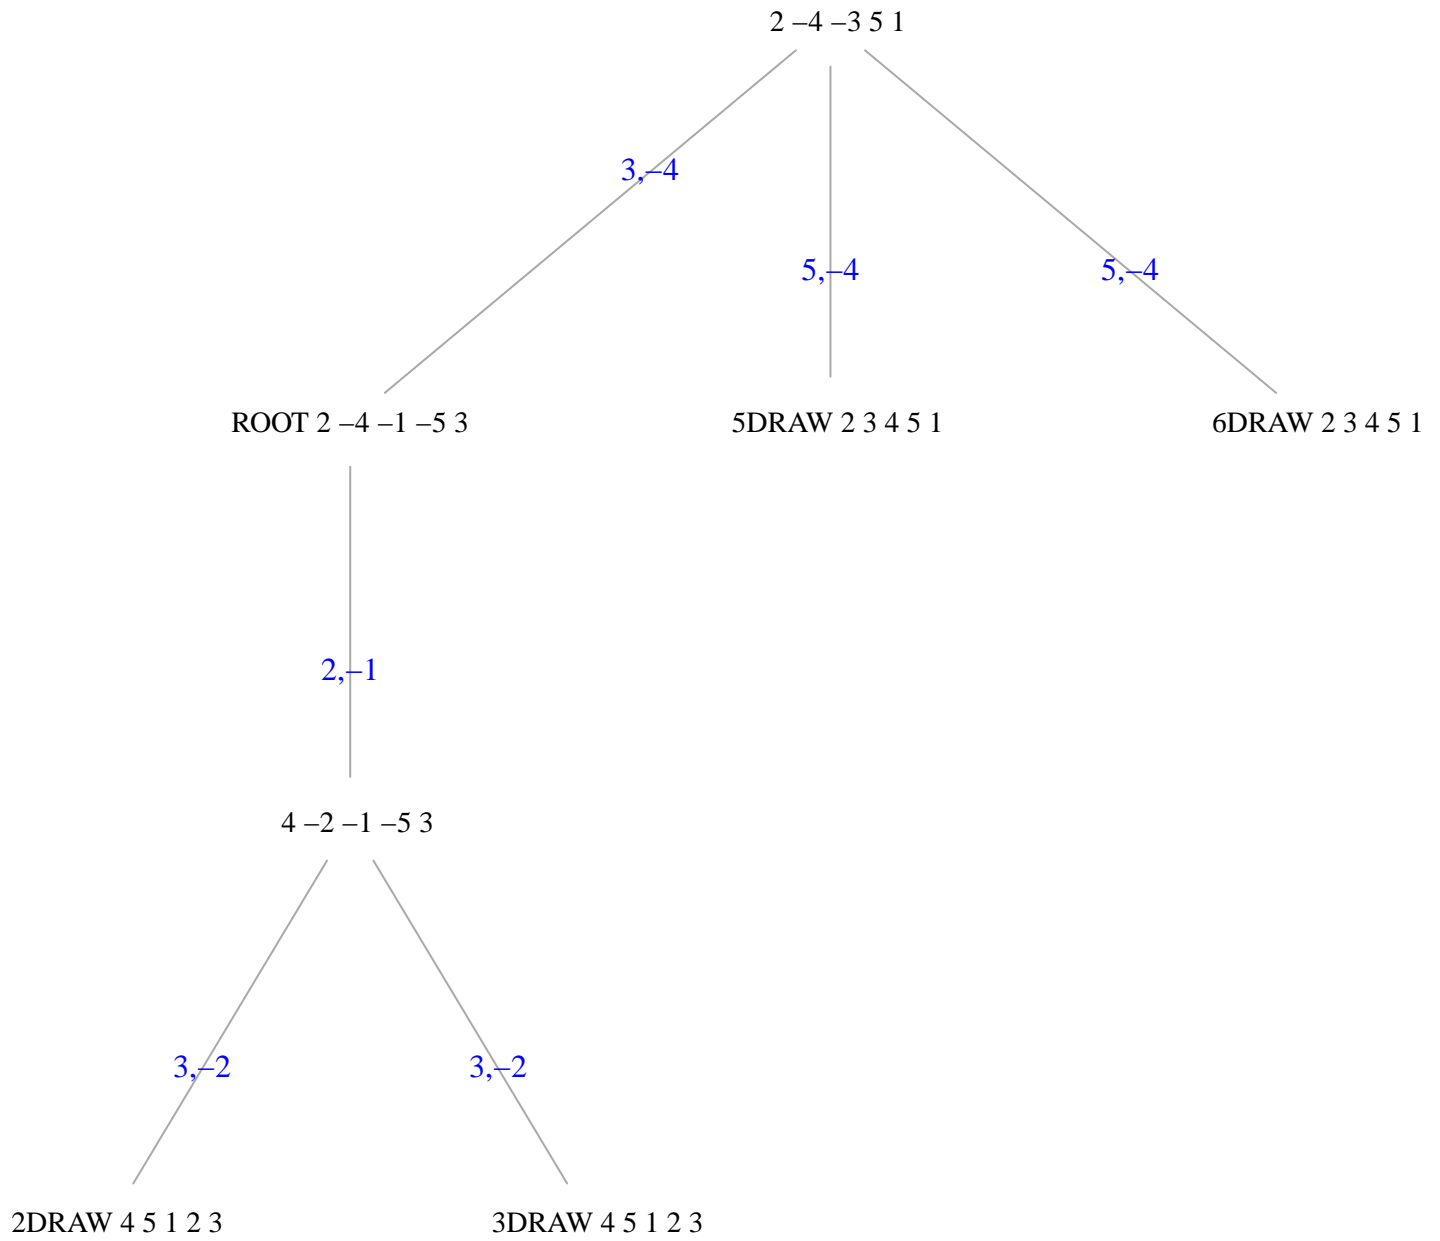 2 –4 –3 5 1
3,–4
5,–4
5,–4
ROOT 2 –4 –1 –5 3
5DRAW 2 3 4 5 1
6DRAW 2 3 4 5 1
2,–1
4 –2 –1 –5 3
3,–2
3,–2
2DRAW 4 5 1 2 3
3DRAW 4 5 1 2 3